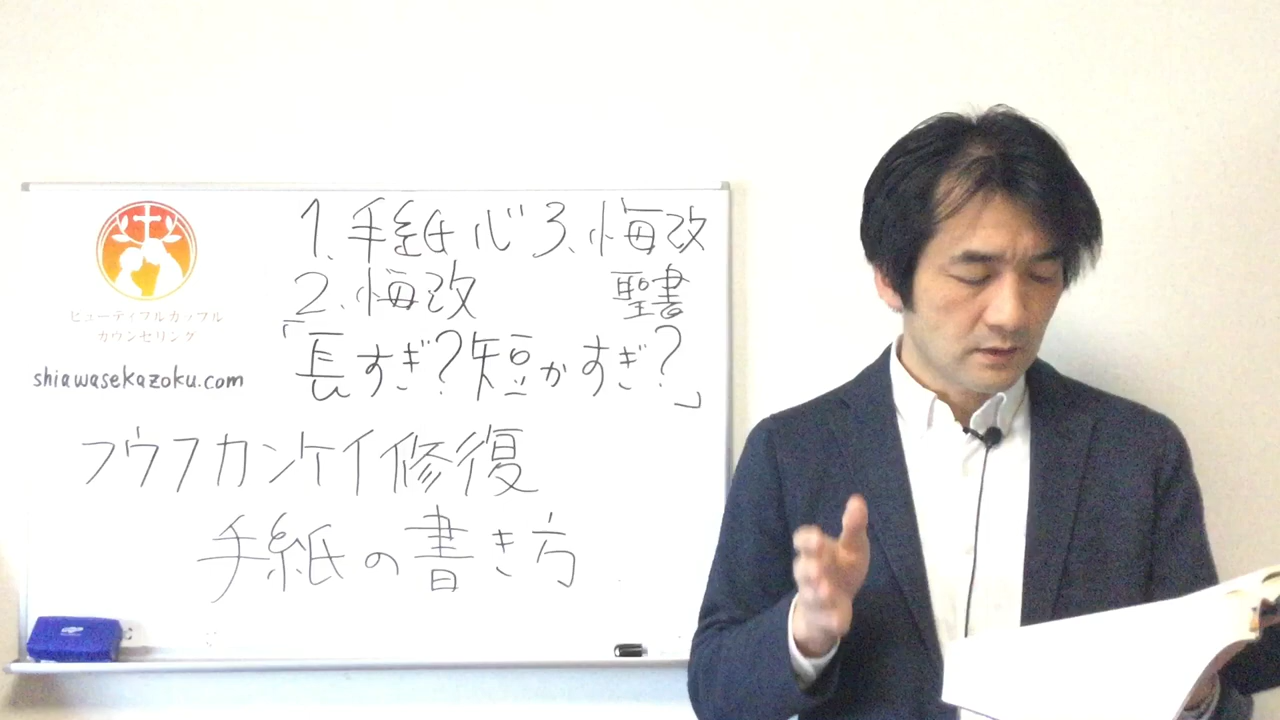 ビューティフルカップル
カウンセリング
shiawasekazoku.com
1、手紙 心 3、悔改
2、悔改 聖書
「長すぎ?短かすぎ?」
フウフカンケイ修復
手紙の書き方